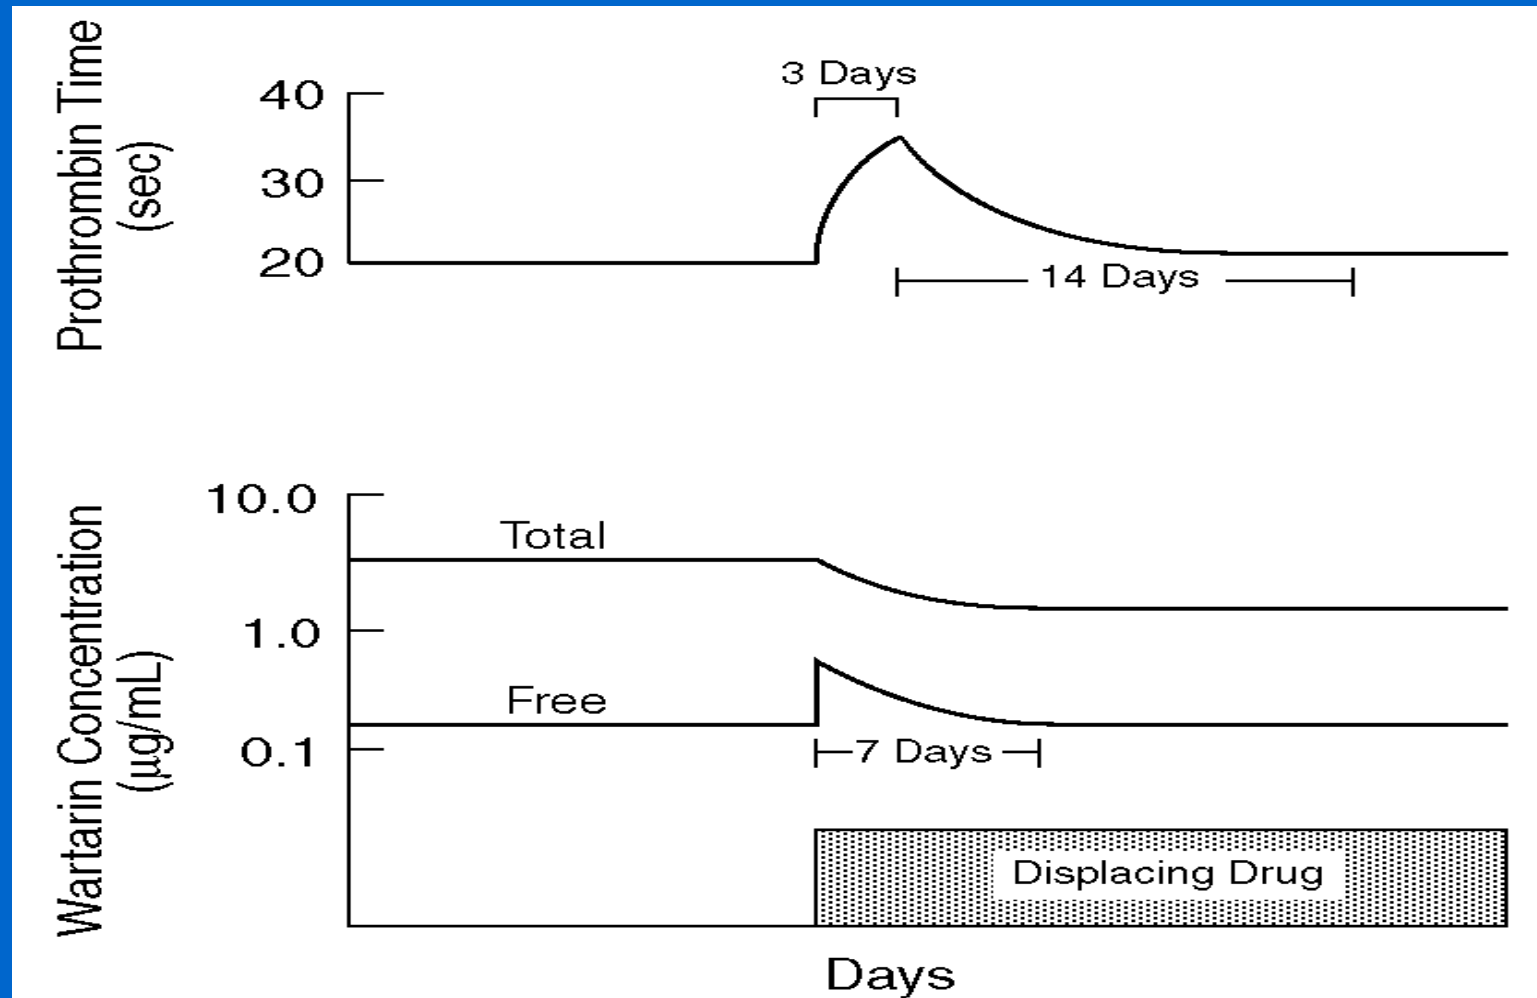 Prothrombin Time
(sec)
40
30
20
3 Days
14 Days
Wartarin Concentration
(µg/mL)
10.0
1.0
0.1
Total
Free
7 Days
Displacing Drug
Days